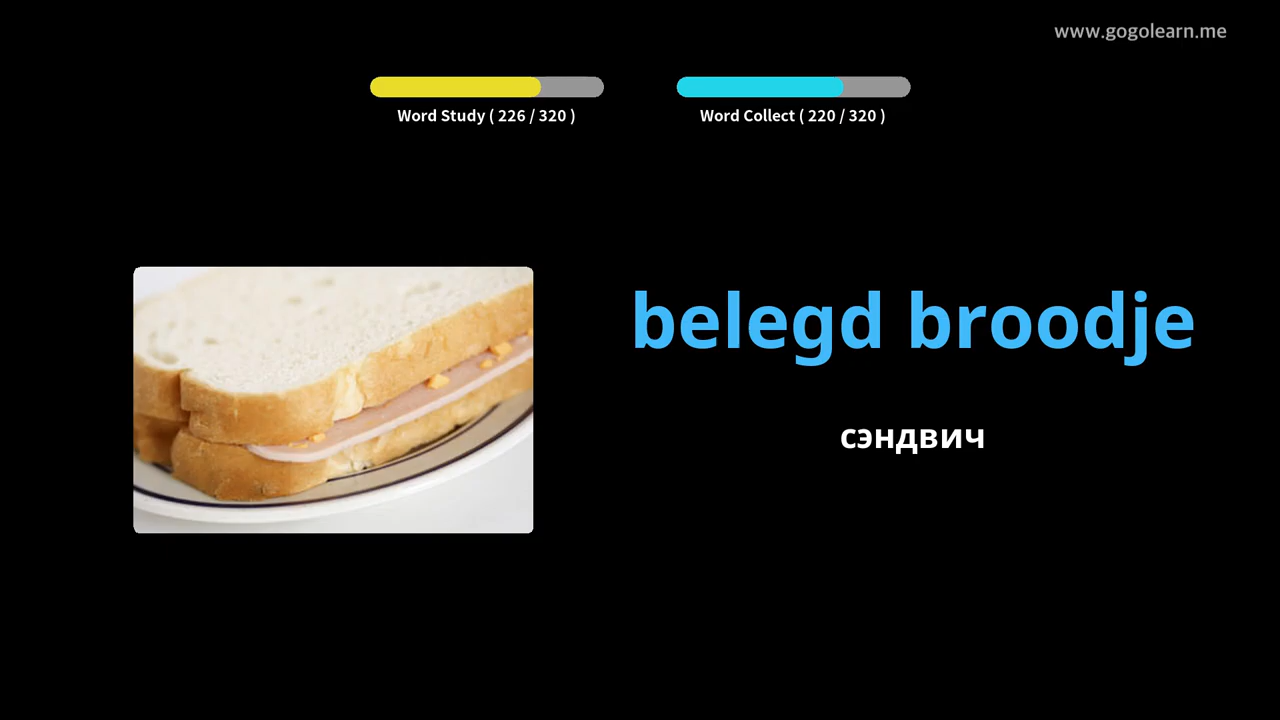 www.gogolearn.me
Word Study ( 226 / 320 )
Word Collect ( 220 / 320 )
belegd broodje
сэндвич